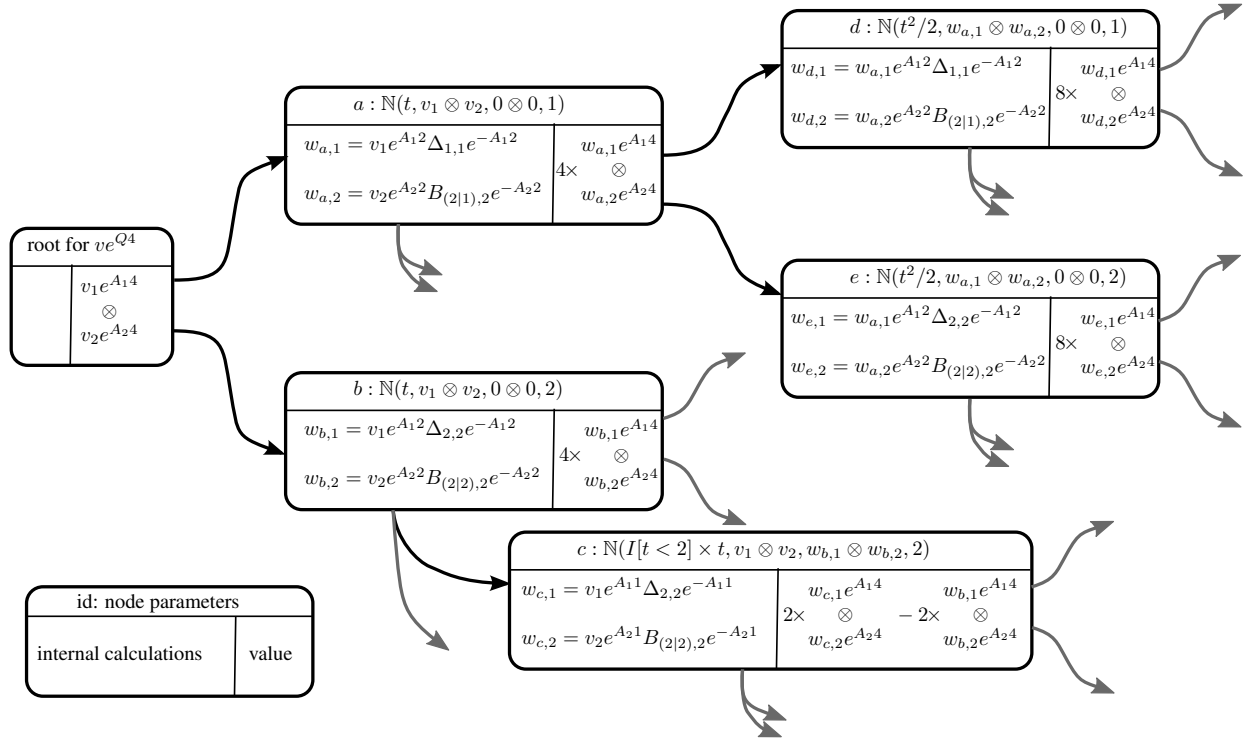 root for $ve^{Q4}$
$v_1e^{A_14}$
$\otimes$
$v_2e^{A_24}$
$a : \mathbb{N}(t, v_1 \otimes v_2, 0 \otimes 0, 1)$
$w_{a,1} = v_1e^{A_12}\Delta_{1,1}e^{-A_12}$
$w_{a,2} = v_2e^{A_22}B_{(2|1),2}e^{-A_22}$
$w_{a,1}e^{A_14}$
$4\times \otimes$
$w_{a,2}e^{A_24}$
$b : \mathbb{N}(t, v_1 \otimes v_2, 0 \otimes 0, 2)$
$w_{b,1} = v_1e^{A_12}\Delta_{2,2}e^{-A_12}$
$w_{b,2} = v_2e^{A_22}B_{(2|2),2}e^{-A_22}$
$w_{b,1}e^{A_14}$
$4\times \otimes$
$w_{b,2}e^{A_24}$
$d : \mathbb{N}(t^2/2, w_{a,1} \otimes w_{a,2}, 0 \otimes 0, 1)$
$w_{d,1} = w_{a,1}e^{A_12}\Delta_{1,1}e^{-A_12}$
$w_{d,2} = w_{a,2}e^{A_22}B_{(2|1),2}e^{-A_22}$
$w_{d,1}e^{A_14}$
$8\times \otimes$
$w_{d,2}e^{A_24}$
$e : \mathbb{N}(t^2/2, w_{a,1} \otimes w_{a,2}, 0 \otimes 0, 2)$
$w_{e,1} = w_{a,1}e^{A_12}\Delta_{2,2}e^{-A_12}$
$w_{e,2} = w_{a,2}e^{A_22}B_{(2|2),2}e^{-A_22}$
$w_{e,1}e^{A_14}$
$8\times \otimes$
$w_{e,2}e^{A_24}$
$c : \mathbb{N}(I[t < 2] \times t, v_1 \otimes v_2, w_{b,1} \otimes w_{b,2}, 2)$
$w_{c,1} = v_1e^{A_11}\Delta_{2,2}e^{-A_11}$
$w_{c,2} = v_2e^{A_21}B_{(2|2),2}e^{-A_21}$
$w_{c,1}e^{A_14}$ $w_{b,1}e^{A_14}$
$2\times \otimes - 2\times \otimes$
$w_{c,2}e^{A_24}$ $w_{b,2}e^{A_24}$
id: node parameters
internal calculations
value